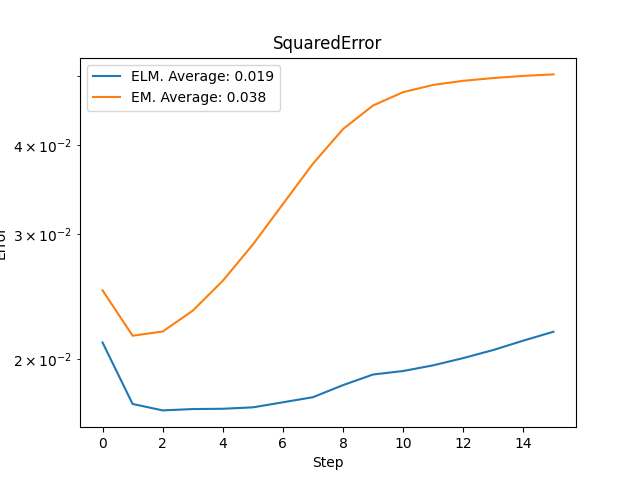 SquaredError
ELM. Average: 0.019
EM. Average: 0.038
4 × 10⁻²
3 × 10⁻²
2 × 10⁻²
Error
0 2 4 6 8 10 12 14
Step